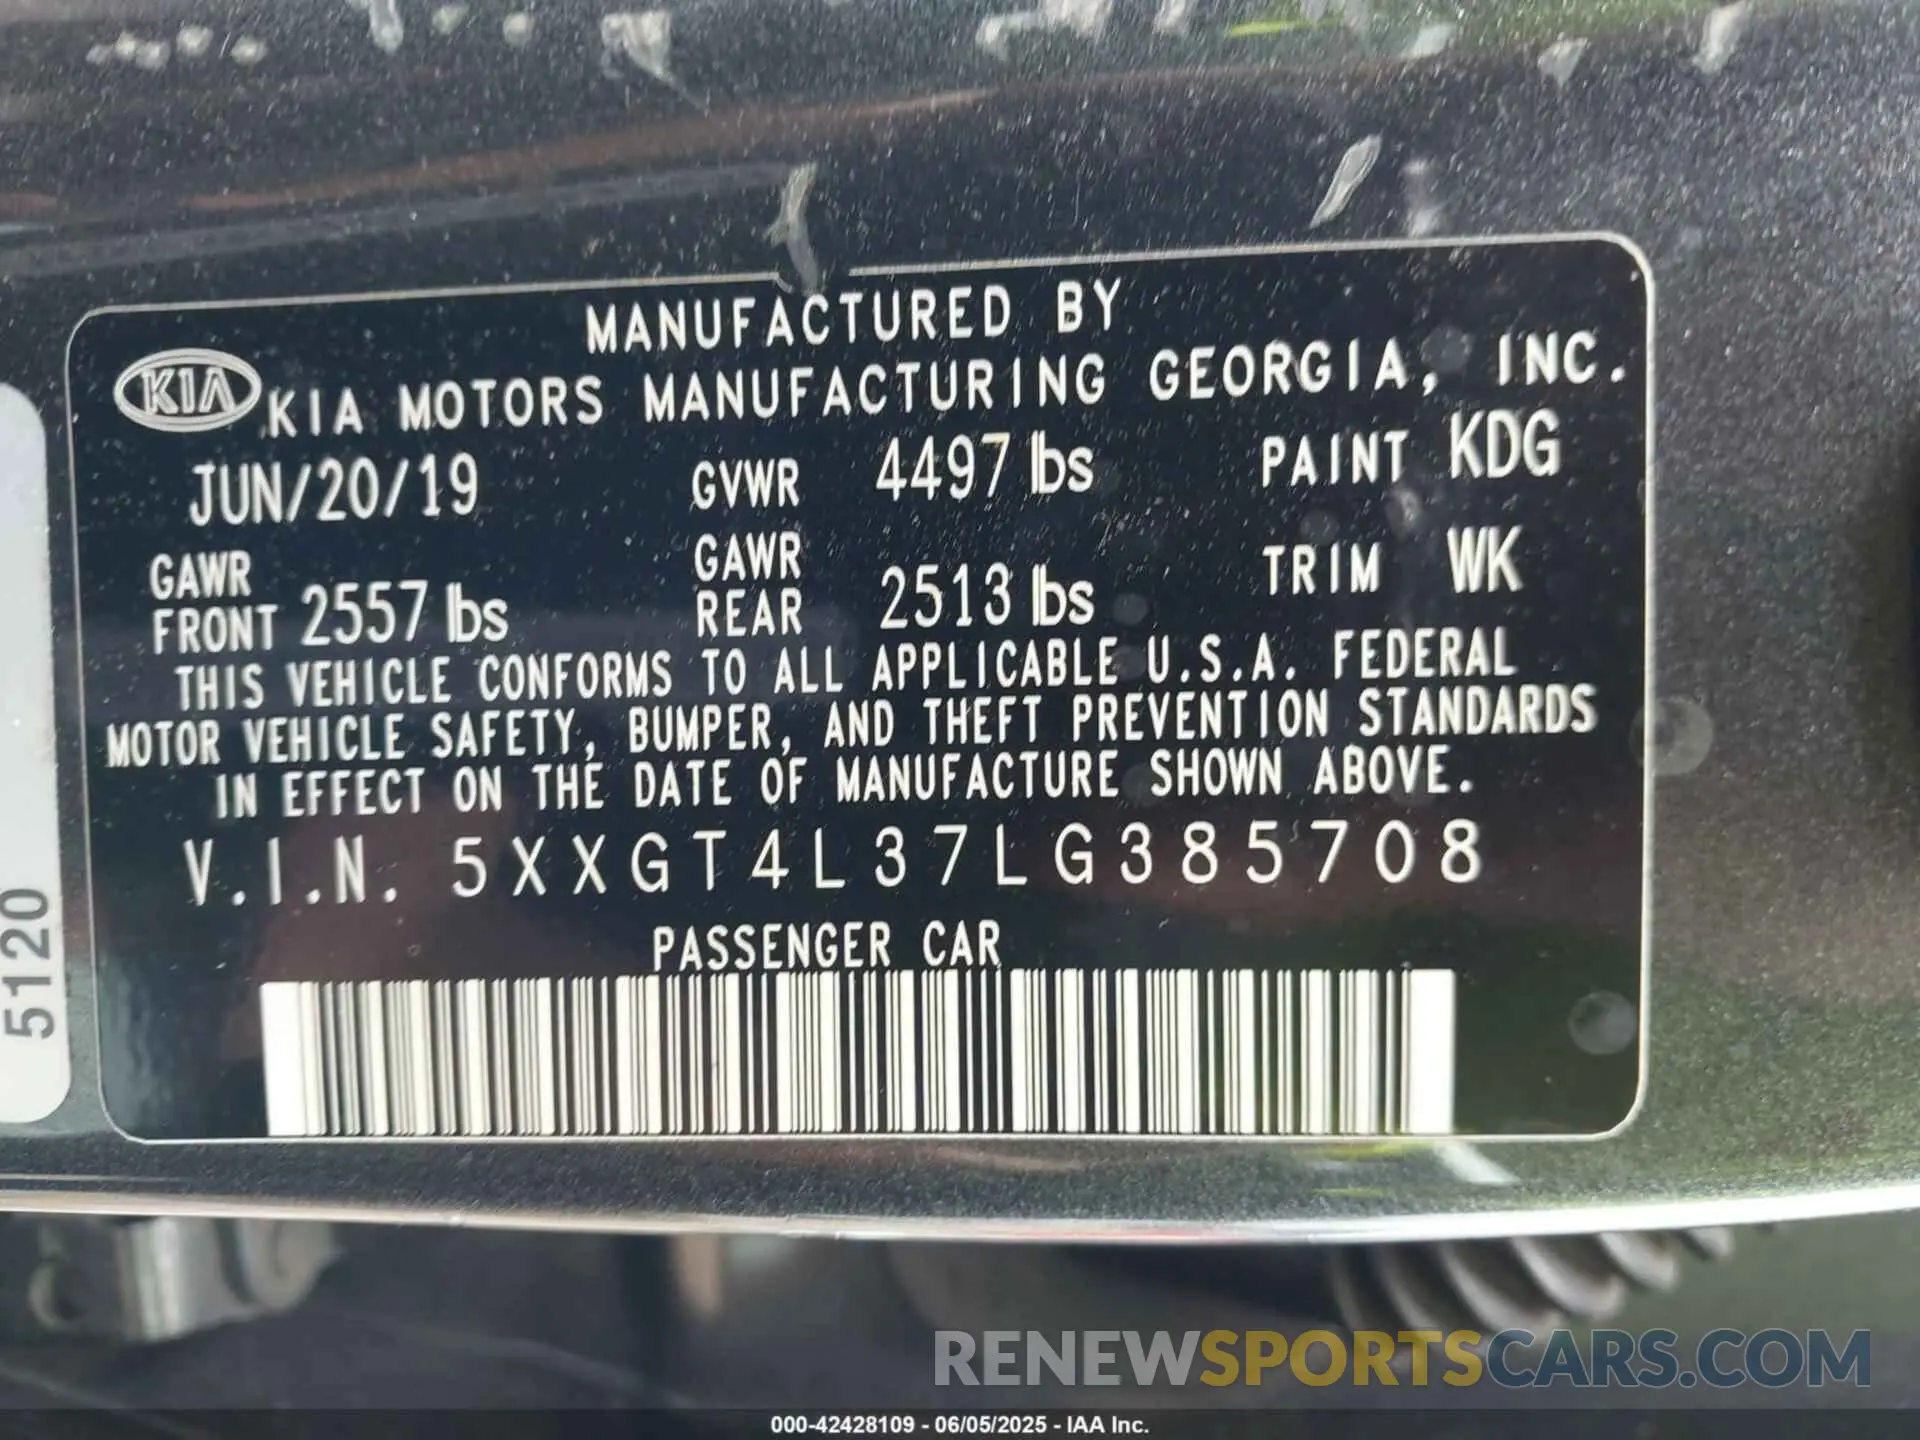 MANUFACTURED BY
KIA KIA MOTORS MANUFACTURING GEORGIA, INC.
JUN/20/19 GVWR 4497 lbs PAINT KDG
GAWR FRONT 2557 lbs GAWR REAR 2513 lbs TRIM WK
THIS VEHICLE CONFORMS TO ALL APPLICABLE U.S.A. FEDERAL
MOTOR VEHICLE SAFETY, BUMPER, AND THEFT PREVENTION STANDARDS
IN EFFECT ON THE DATE OF MANUFACTURE SHOWN ABOVE.
V.I.N. 5XXGT4L37LG385708
PASSENGER CAR
5120
RENEWSPORTSCARS.COM
000-42428109 - 06/05/2025 - IAA Inc.